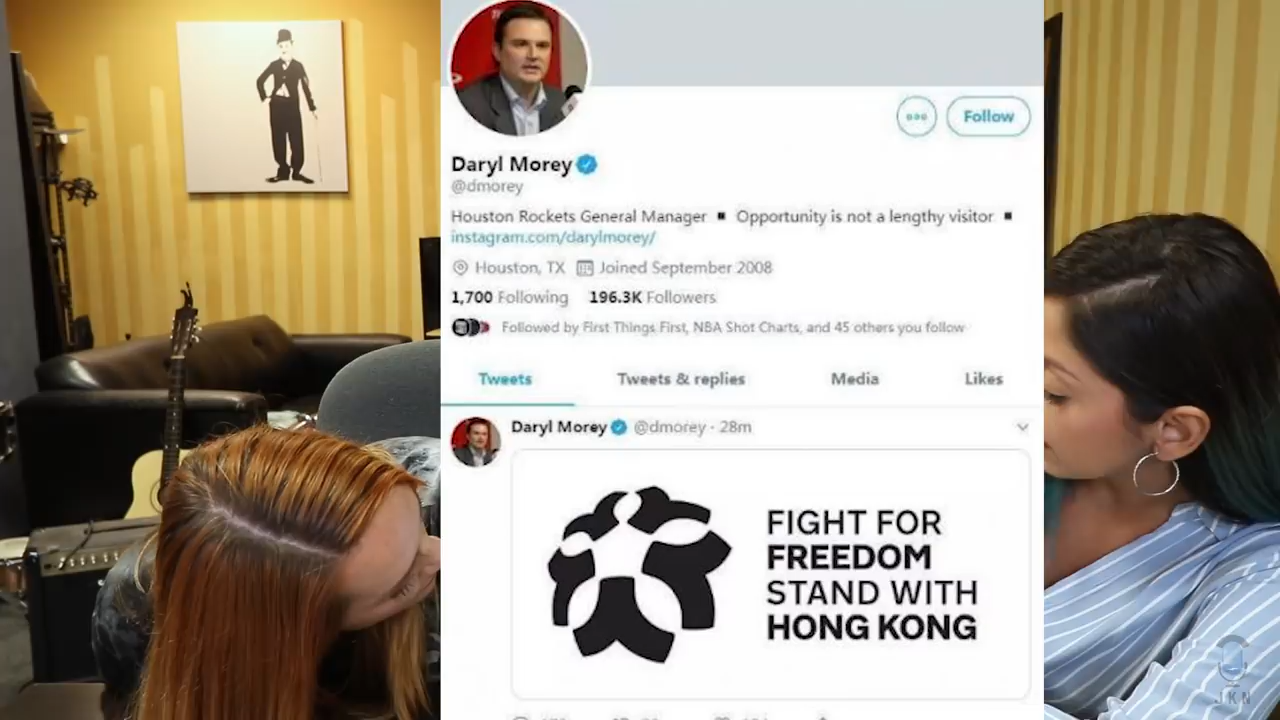 Follow
Daryl Morey
@dmorey
Houston Rockets General Manager ▪ Opportunity is not a lengthy visitor ▪
instagram.com/darylmorey/
Houston, TX Joined September 2008
1,700 Following 196.3K Followers
Followed by First Things First, NBA Shot Charts, and 45 others you follow
Tweets Tweets & replies Media Likes
Daryl Morey @dmorey · 28m
FIGHT FOR
FREEDOM
STAND WITH
HONG KONG
JKN